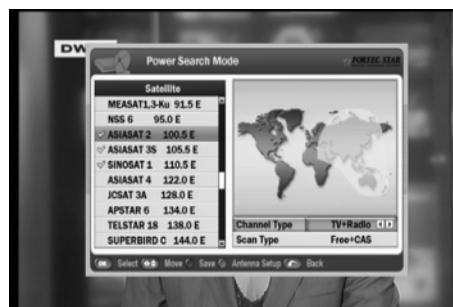 DW
Power Search Mode
FORTEC STAR
Satellite
MEASAT1,3-Ku 91.5 E
NSS 6 95.0 E
ASIASAT 2 100.5 E
ASIASAT 3S 105.5 E
SINOSAT 1 110.5 E
ASIASAT 4 122.0 E
JCSAT 3A 128.0 E
APSTAR 6 134.0 E
TELSTAR 18 138.0 E
SUPERBIRD C 144.0 E
Channel Type TV+Radio
Scan Type Free+CAS
OK Select Move Save Antenna Setup Back